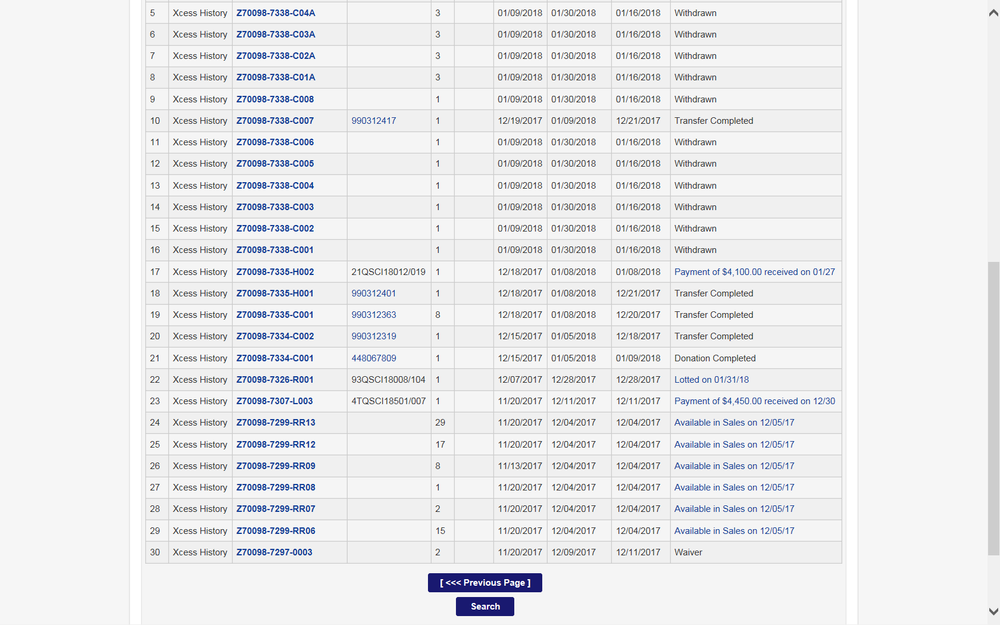 5 Xcess History Z70098-7338-C04A 3 01/09/2018 01/30/2018 01/16/2018 Withdrawn
6 Xcess History Z70098-7338-C03A 3 01/09/2018 01/30/2018 01/16/2018 Withdrawn
7 Xcess History Z70098-7338-C02A 3 01/09/2018 01/30/2018 01/16/2018 Withdrawn
8 Xcess History Z70098-7338-C01A 3 01/09/2018 01/30/2018 01/16/2018 Withdrawn
9 Xcess History Z70098-7338-C008 1 01/09/2018 01/30/2018 01/16/2018 Withdrawn
10 Xcess History Z70098-7338-C007 990312417 1 12/19/2017 01/09/2018 12/21/2017 Transfer Completed
11 Xcess History Z70098-7338-C006 1 01/09/2018 01/30/2018 01/16/2018 Withdrawn
12 Xcess History Z70098-7338-C005 1 01/09/2018 01/30/2018 01/16/2018 Withdrawn
13 Xcess History Z70098-7338-C004 1 01/09/2018 01/30/2018 01/16/2018 Withdrawn
14 Xcess History Z70098-7338-C003 1 01/09/2018 01/30/2018 01/16/2018 Withdrawn
15 Xcess History Z70098-7338-C002 1 01/09/2018 01/30/2018 01/16/2018 Withdrawn
16 Xcess History Z70098-7338-C001 1 01/09/2018 01/30/2018 01/16/2018 Withdrawn
17 Xcess History Z70098-7335-H002 21QSCI18012/019 1 12/18/2017 01/08/2018 01/08/2018 Payment of $4,100.00 received on 01/27
18 Xcess History Z70098-7335-H001 990312401 1 12/18/2017 01/08/2018 12/21/2017 Transfer Completed
19 Xcess History Z70098-7335-C001 990312363 8 12/18/2017 01/08/2018 12/20/2017 Transfer Completed
20 Xcess History Z70098-7334-C002 990312319 1 12/15/2017 01/05/2018 12/18/2017 Transfer Completed
21 Xcess History Z70098-7334-C001 448067809 1 12/15/2017 01/05/2018 01/09/2018 Donation Completed
22 Xcess History Z70098-7326-R001 93QSCI18008/104 1 12/07/2017 12/28/2017 12/28/2017 Lotted on 01/31/18
23 Xcess History Z70098-7307-L003 4TQSCI18501/007 1 11/20/2017 12/11/2017 12/11/2017 Payment of $4,450.00 received on 12/30
24 Xcess History Z70098-7299-RR13 29 11/20/2017 12/04/2017 12/04/2017 Available in Sales on 12/05/17
25 Xcess History Z70098-7299-RR12 17 11/20/2017 12/04/2017 12/04/2017 Available in Sales on 12/05/17
26 Xcess History Z70098-7299-RR09 8 11/13/2017 12/04/2017 12/04/2017 Available in Sales on 12/05/17
27 Xcess History Z70098-7299-RR08 1 11/20/2017 12/04/2017 12/04/2017 Available in Sales on 12/05/17
28 Xcess History Z70098-7299-RR07 2 11/20/2017 12/04/2017 12/04/2017 Available in Sales on 12/05/17
29 Xcess History Z70098-7299-RR06 15 11/20/2017 12/04/2017 12/04/2017 Available in Sales on 12/05/17
30 Xcess History Z70098-7297-0003 2 11/20/2017 12/09/2017 12/11/2017 Waiver
[ <<< Previous Page ]
Search